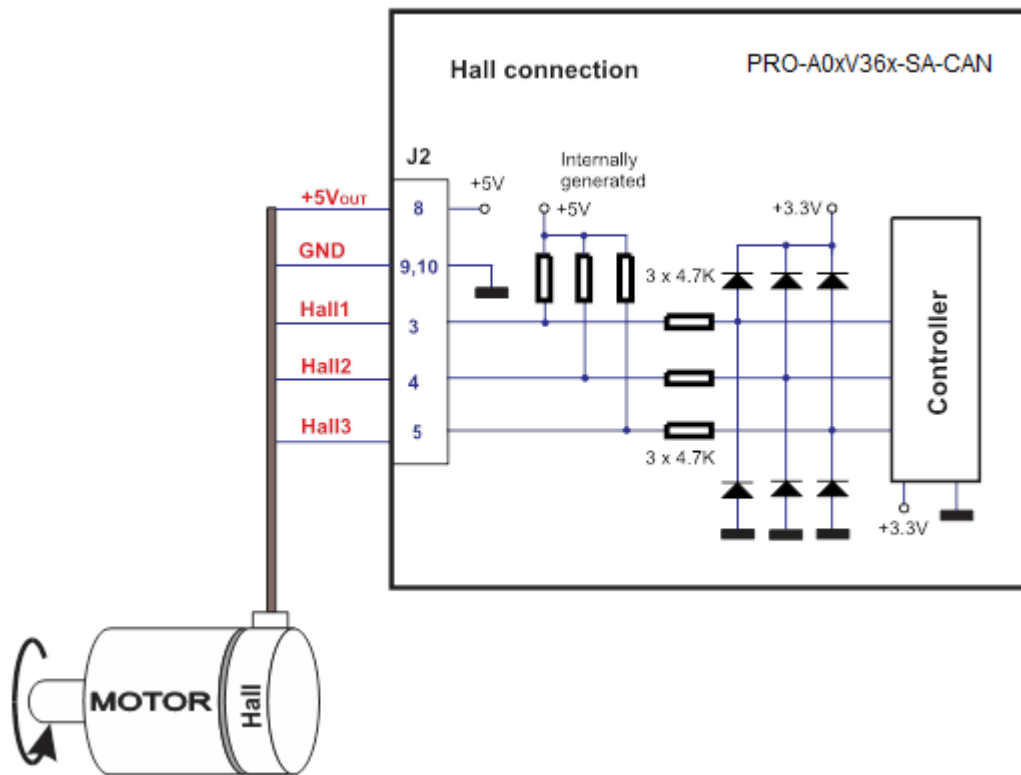 Hall connection
PRO-A0xV36x-SA-CAN
J2
Internally
generated
+5V
+5V
+3.3V
+5VOUT
8
GND
9,10
3 x 4.7K
Hall1
3
Hall2
4
Hall3
5
3 x 4.7K
Controller
+3.3V
MOTOR
Hall